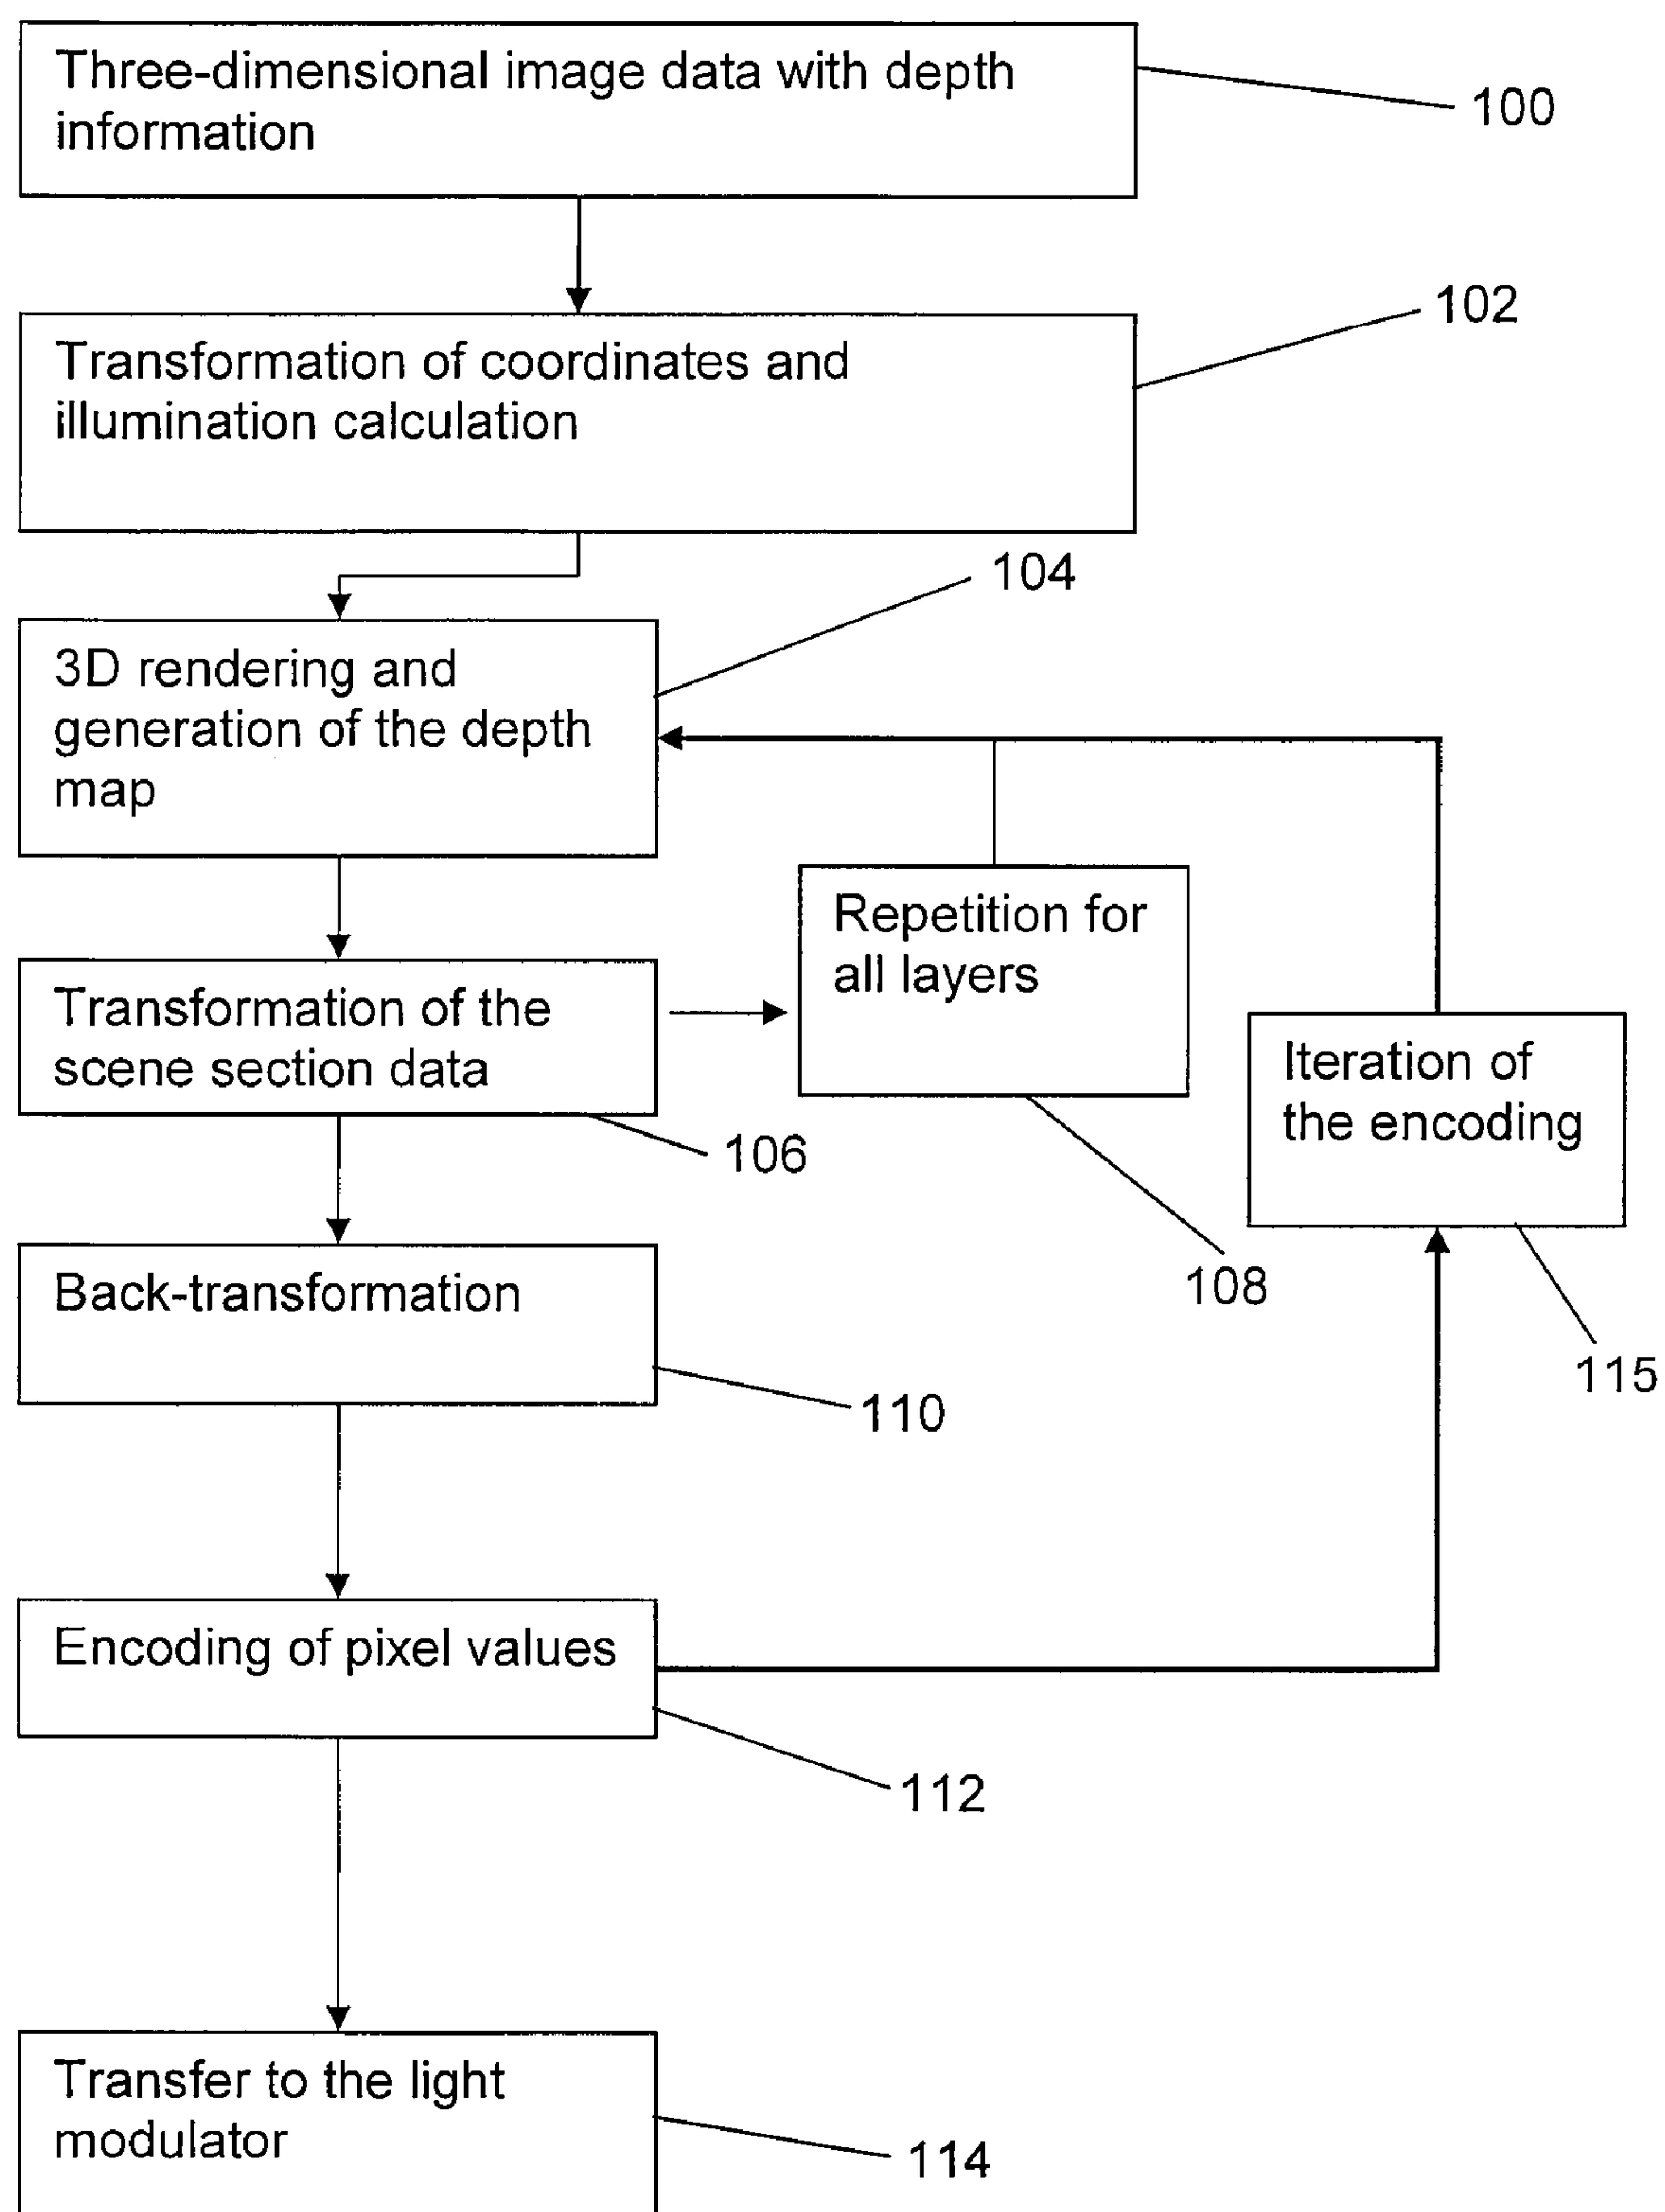 Three-dimensional image data with depth
information
100
102
Transformation of coordinates and
illumination calculation
104
3D rendering and
generation of the depth
map
Repetition for
all layers
Transformation of the
scene section data
Iteration of
the encoding
106
108
Back-transformation
115
110
Encoding of pixel values
112
Transfer to the light
modulator
114